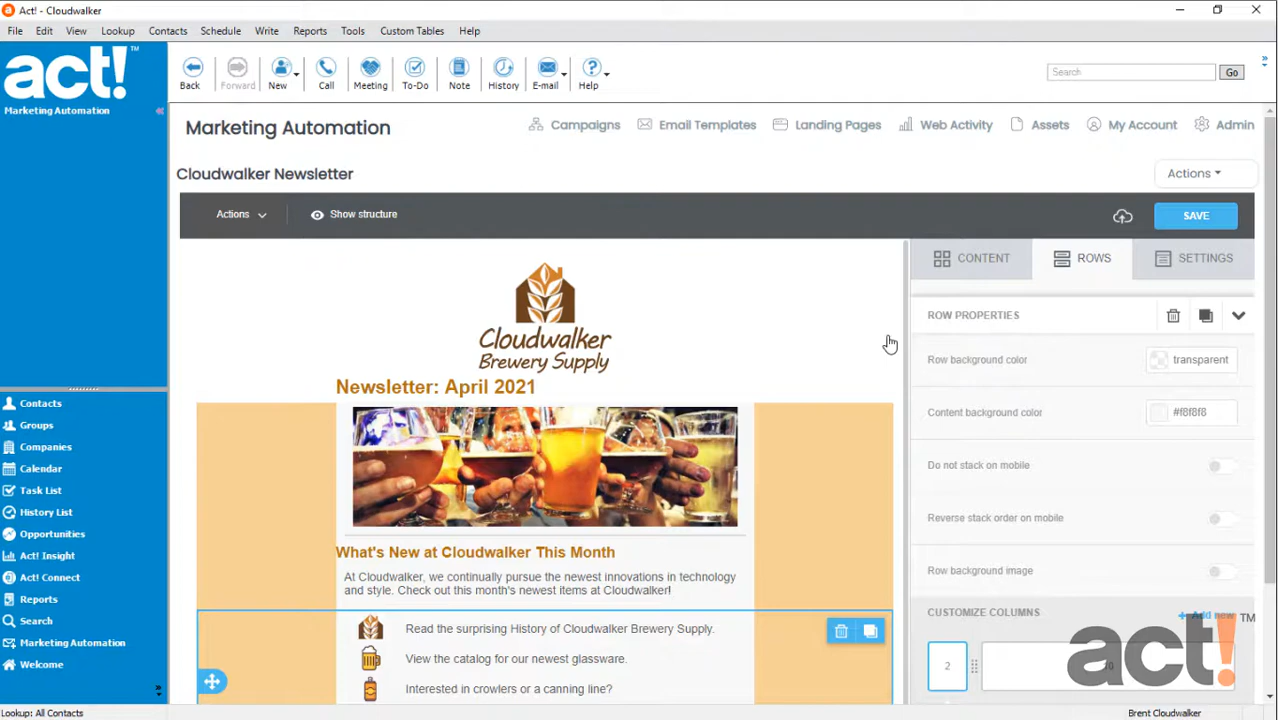 Act! - Cloudwalker
File Edit View Lookup Contacts Schedule Write Reports Tools Custom Tables Help
act!™
Marketing Automation
Back Forward New Call Meeting To-Do Note History E-mail Help
Search Go
Marketing Automation
Campaigns Email Templates Landing Pages Web Activity Assets My Account Admin
Cloudwalker Newsletter
Actions
Actions Show structure
SAVE
CONTENT ROWS SETTINGS
Cloudwalker
Brewery Supply
Newsletter: April 2021
What's New at Cloudwalker This Month
At Cloudwalker, we continually pursue the newest innovations in technology
and style. Check out this month's newest items at Cloudwalker!
Read the surprising History of Cloudwalker Brewery Supply.
View the catalog for our newest glassware.
Interested in crowlers or a canning line?
ROW PROPERTIES
Row background color transparent
Content background color #f8f8f8
Do not stack on mobile
Reverse stack order on mobile
Row background image
CUSTOMIZE COLUMNS + Add new
2
act!™
Contacts
Groups
Companies
Calendar
Task List
History List
Opportunities
Act! Insight
Act! Connect
Reports
Search
Marketing Automation
Welcome
Lookup: All Contacts
Brent Cloudwalker